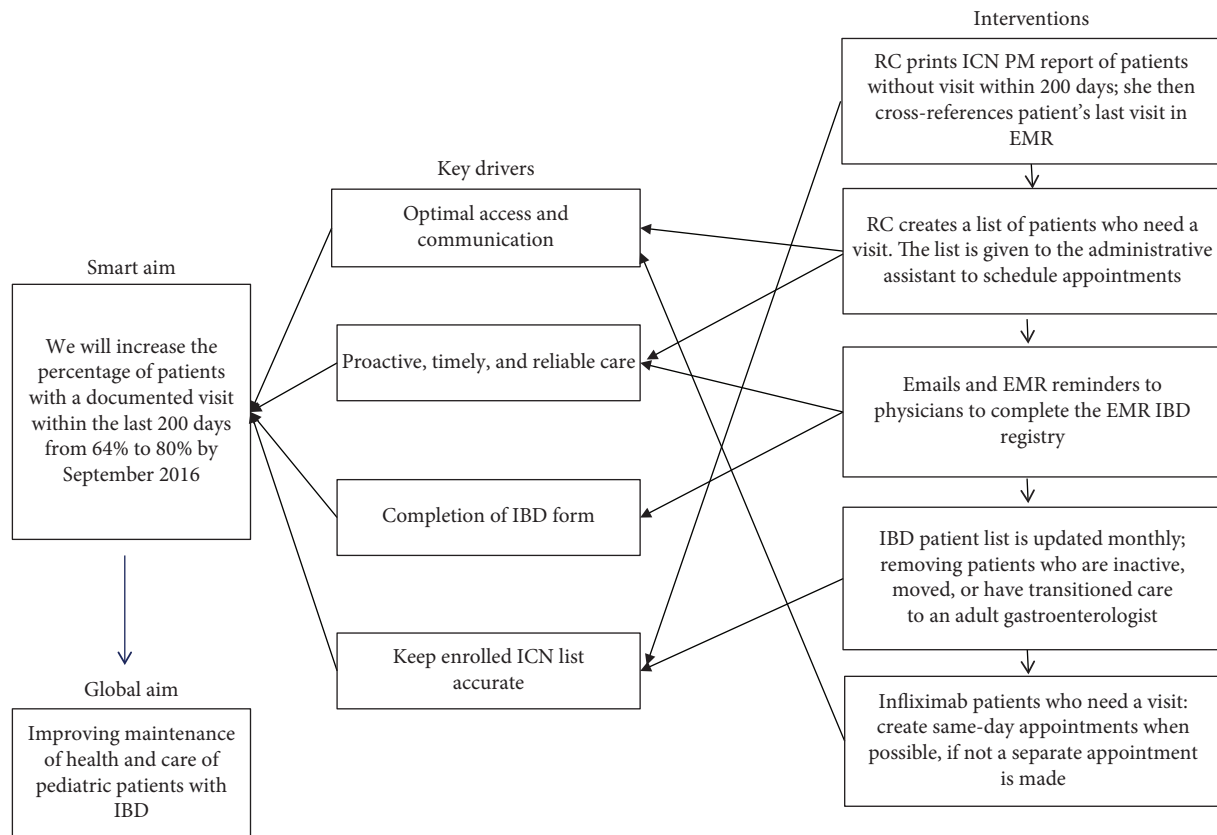 Smart aim
We will increase the
percentage of patients
with a documented visit
within the last 200 days
from 64% to 80% by
September 2016
Global aim
Improving maintenance
of health and care of
pediatric patients with
IBD
Key drivers
Optimal access and
communication
Proactive, timely, and reliable care
Completion of IBD form
Keep enrolled ICN list
accurate
Interventions
RC prints ICN PM report of patients
without visit within 200 days; she then
cross-references patient's last visit in
EMR
RC creates a list of patients who need a
visit. The list is given to the administrative
assistant to schedule appointments
Emails and EMR reminders to
physicians to complete the EMR IBD
registry
IBD patient list is updated monthly;
removing patients who are inactive,
moved, or have transitioned care
to an adult gastroenterologist
Infliximab patients who need a visit:
create same-day appointments when
possible, if not a separate appointment
is made